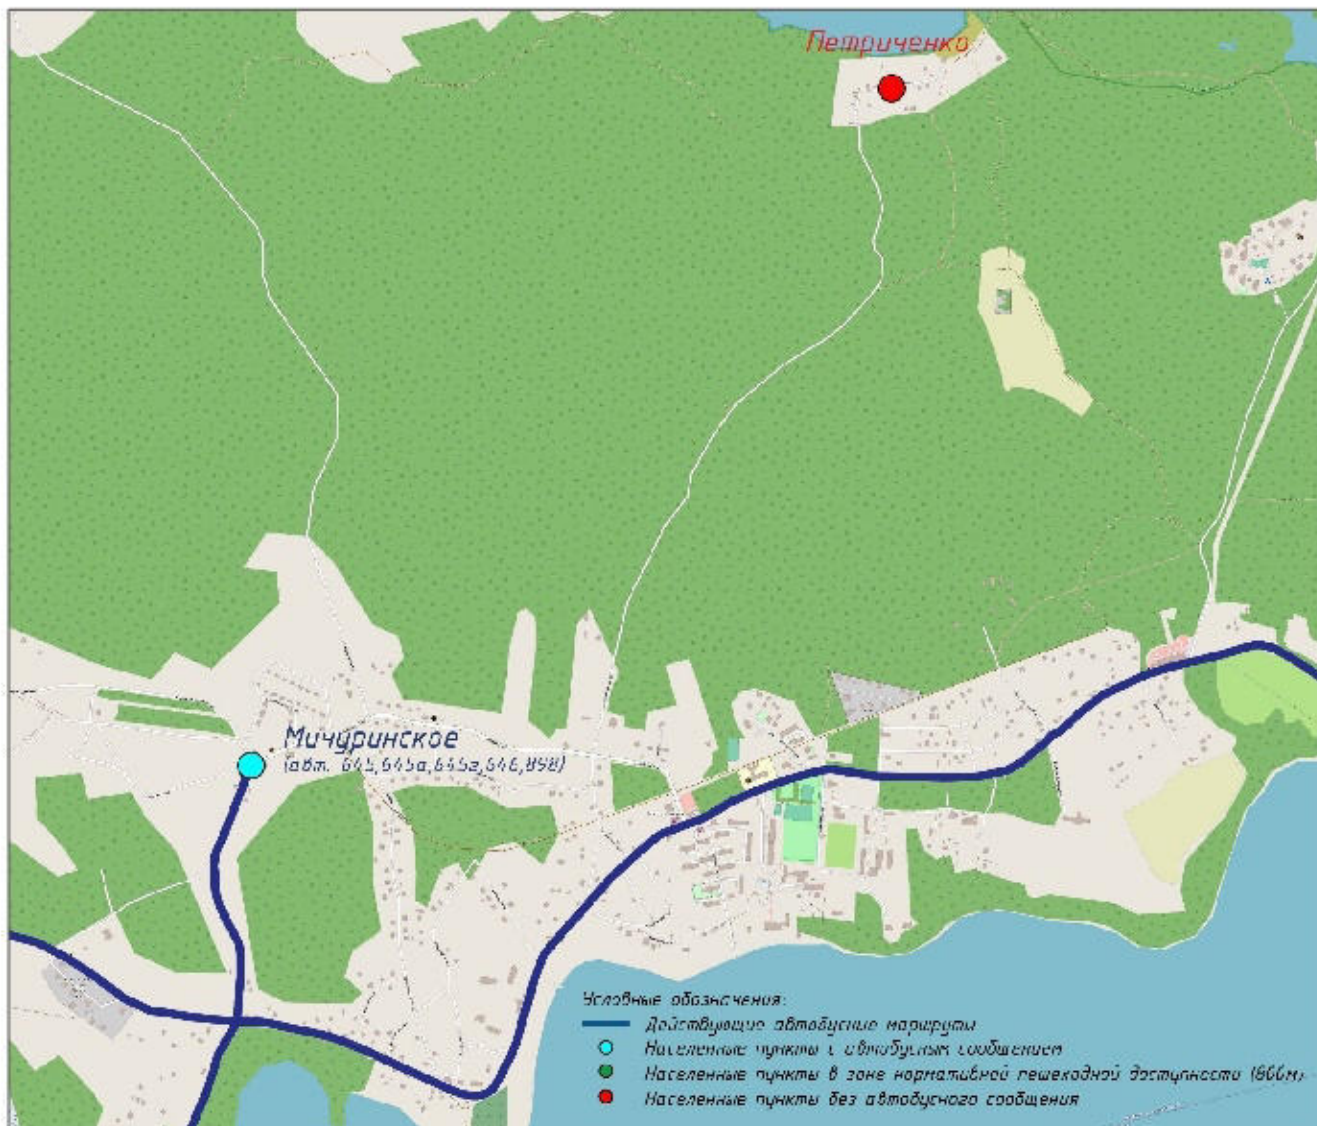 Петриченко
Мичуринское
(авт. 645,645а,645г,646,898)
Условные обозначения:
Действующие автобусные маршруты
Населенные пункты с автобусным сообщением
Населенные пункты в зоне нормативной пешеходной доступности (800м)
Населенные пункты без автобусного сообщения